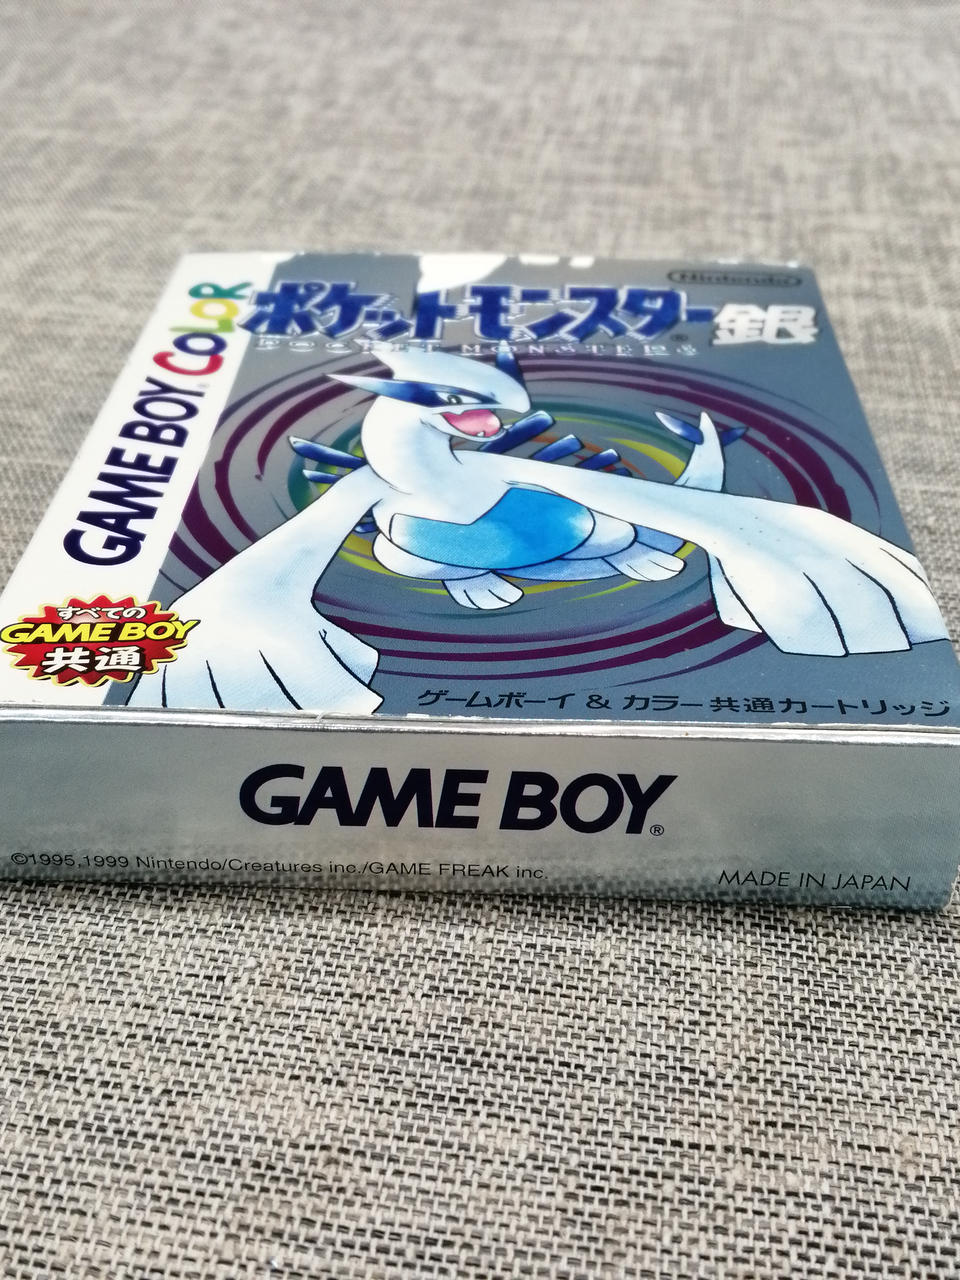 Nintendo
ポケットモンスター銀
POCKET MONSTERS
GAME BOY COLOR
すべての
GAME BOY
共通
ゲームボーイ & カラー共通カートリッジ
GAME BOY®
©1995,1999 Nintendo/Creatures inc./GAME FREAK inc.
MADE IN JAPAN